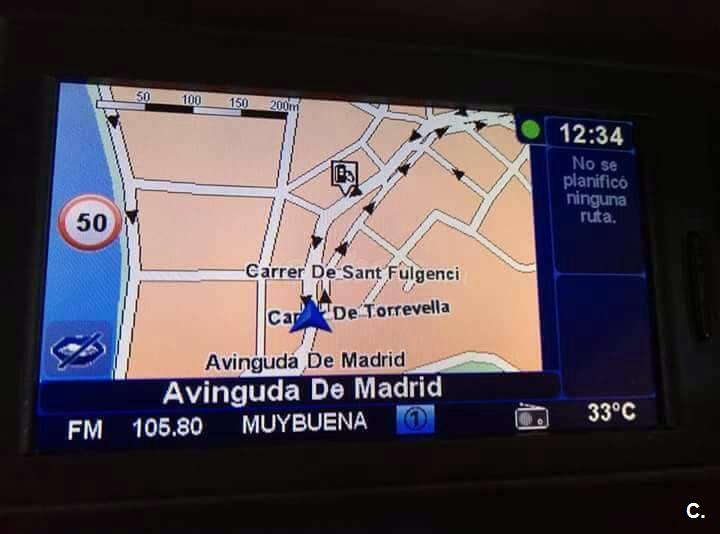 50 100 150 200m
12:34
No se
planificó
ninguna
ruta.
50
Carrer De Sant Fulgenci
De Torrevella
Avinguda De Madrid
Avinguda De Madrid
FM 105.80 MUYBUENA 1 33°C
C.